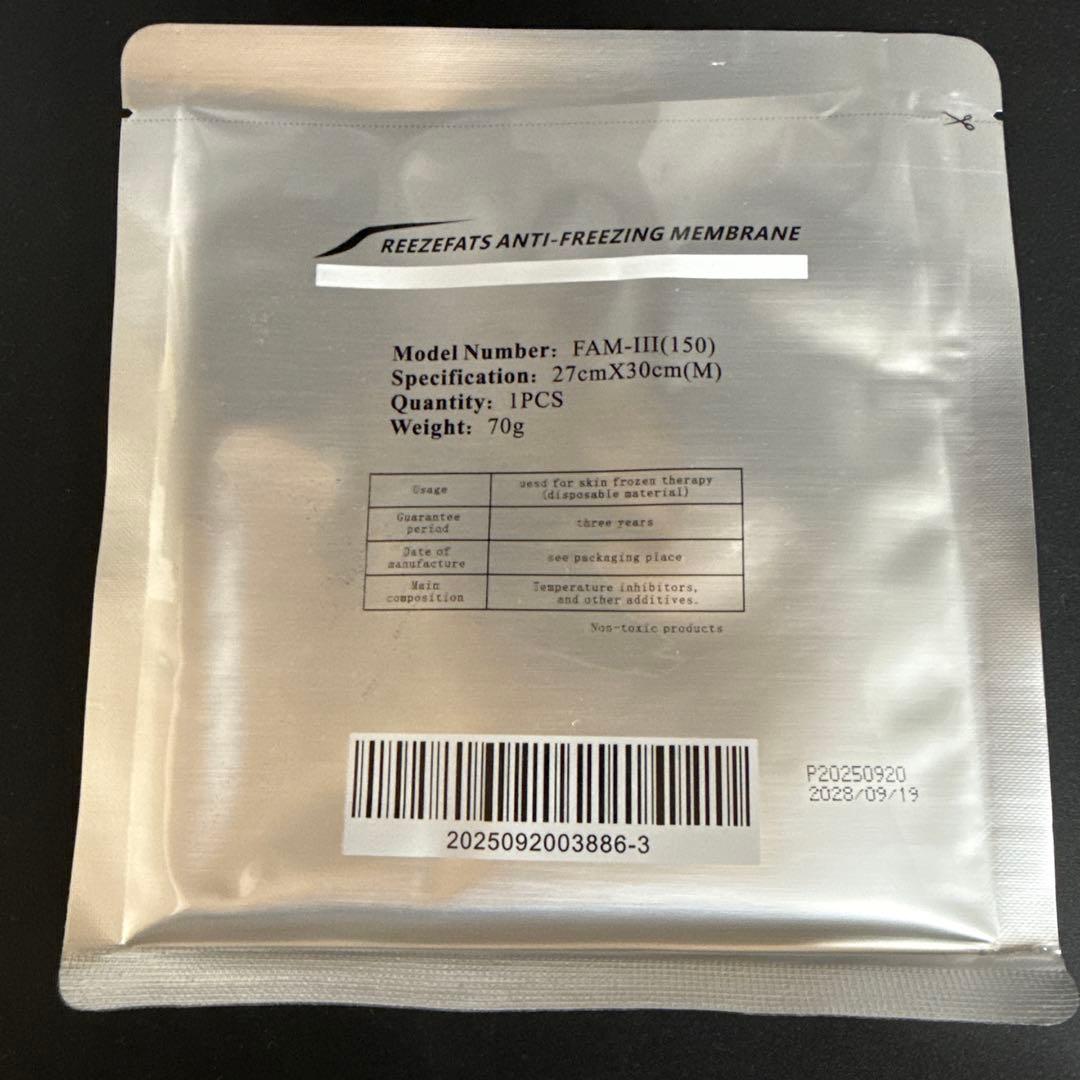 REEZEFATS ANTI-FREEZING MEMBRANE
Model Number: FAM-III(150)
Specification: 27cmX30cm(M)
Quantity: 1PCS
Weight: 70g
Usage
uesd for skin frozen therapy
(disposable material)
Guarantee
period
three years
Date of
manufacture
see packaging place
Main
composition
Temperature inhibitors,
and other additives.
Non-toxic products
2025092003886-3
P20250920
2028/09/19